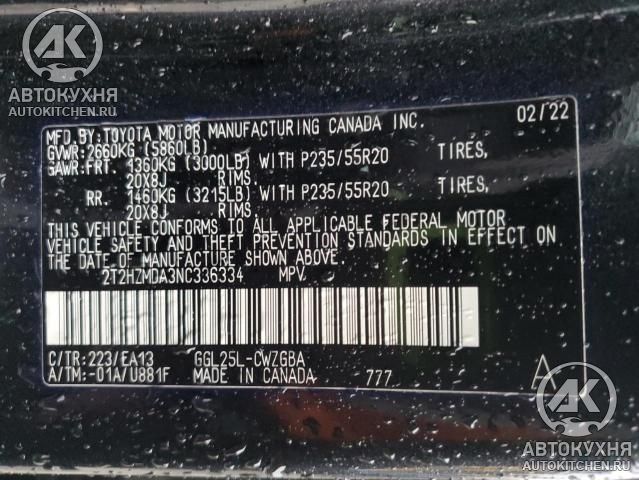 АК
АВТОКУХНЯ
AUTOKITCHEN.RU
MFD.BY:TOYOTA MOTOR MANUFACTURING CANADA INC. 02/22
GVWR:2660KG (5860LB)
GAWR:FRT. 1360KG (3000LB) WITH P235/55R20 TIRES,
20X8J RIMS
RR. 1460KG (3215LB) WITH P235/55R20 TIRES,
20X8J RIMS
THIS VEHICLE CONFORMS TO ALL APPLICABLE FEDERAL MOTOR
VEHICLE SAFETY AND THEFT PREVENTION STANDARDS IN EFFECT ON
THE DATE OF MANUFACTURE SHOWN ABOVE.
2T2HZMDA3NC336334 MPV.
C/TR:223/EA13 GGL25L-CWZGBA
A/TM:-01A/U881F MADE IN CANADA 777 A
АК
АВТОКУХНЯ
AUTOKITCHEN.RU